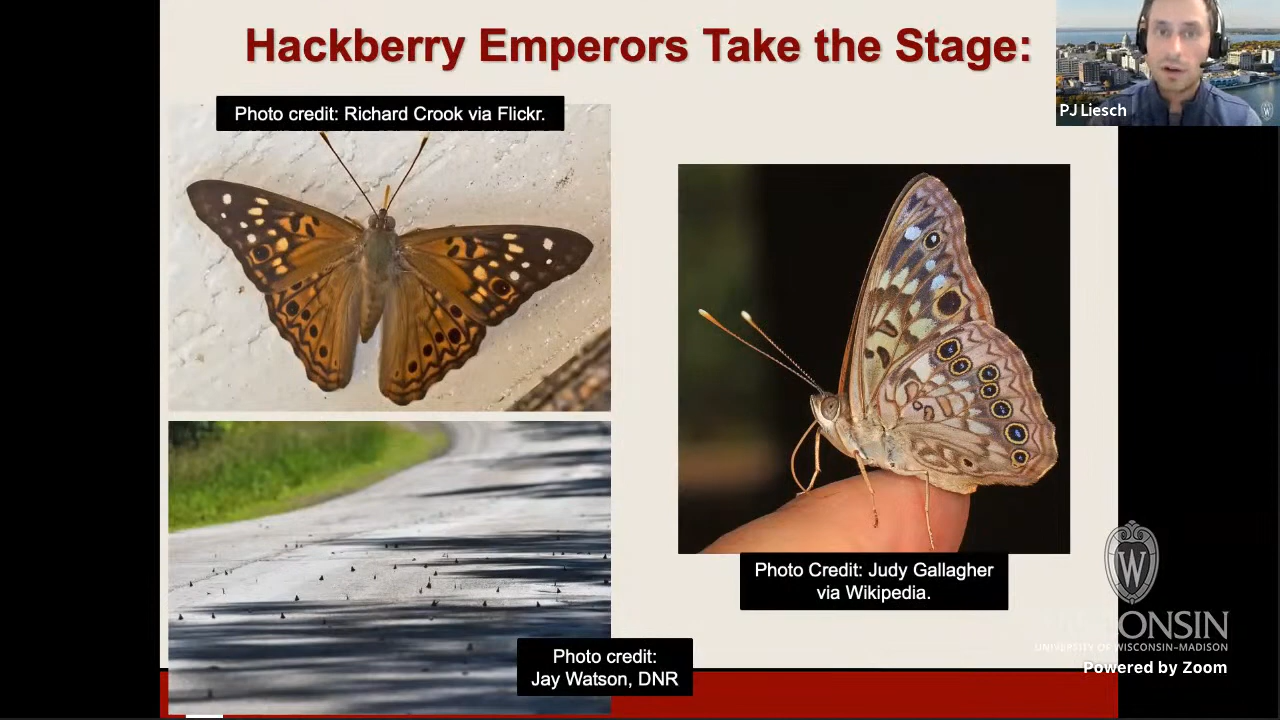 Hackberry Emperors Take the Stage:
Photo credit: Richard Crook via Flickr.
PJ Liesch
Photo Credit: Judy Gallagher
via Wikipedia.
Photo credit:
Jay Watson, DNR
W
UNIVERSITY OF WISCONSIN–MADISON
Powered by Zoom